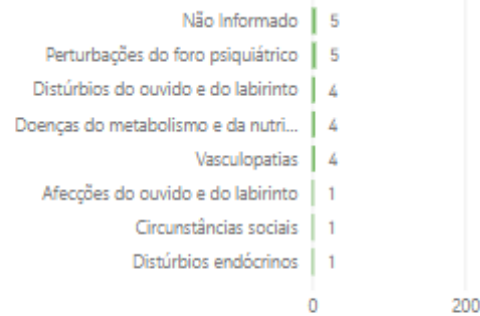 Não Informado 5
Perturbações do foro psiquiátrico 5
Distúrbios do ouvido e do labirinto 4
Doenças do metabolismo e da nutri... 4
Vasculopatias 4
Afecções do ouvido e do labirinto 1
Circunstâncias sociais 1
Distúrbios endócrinos 1
0 200